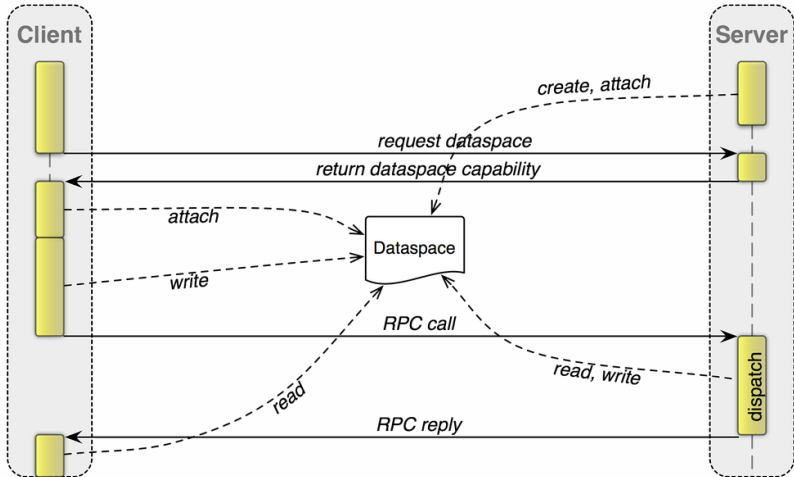 Client
Server
create, attach
request dataspace
return dataspace capability
attach
Dataspace
write
RPC call
read, write
dispatch
read
RPC reply